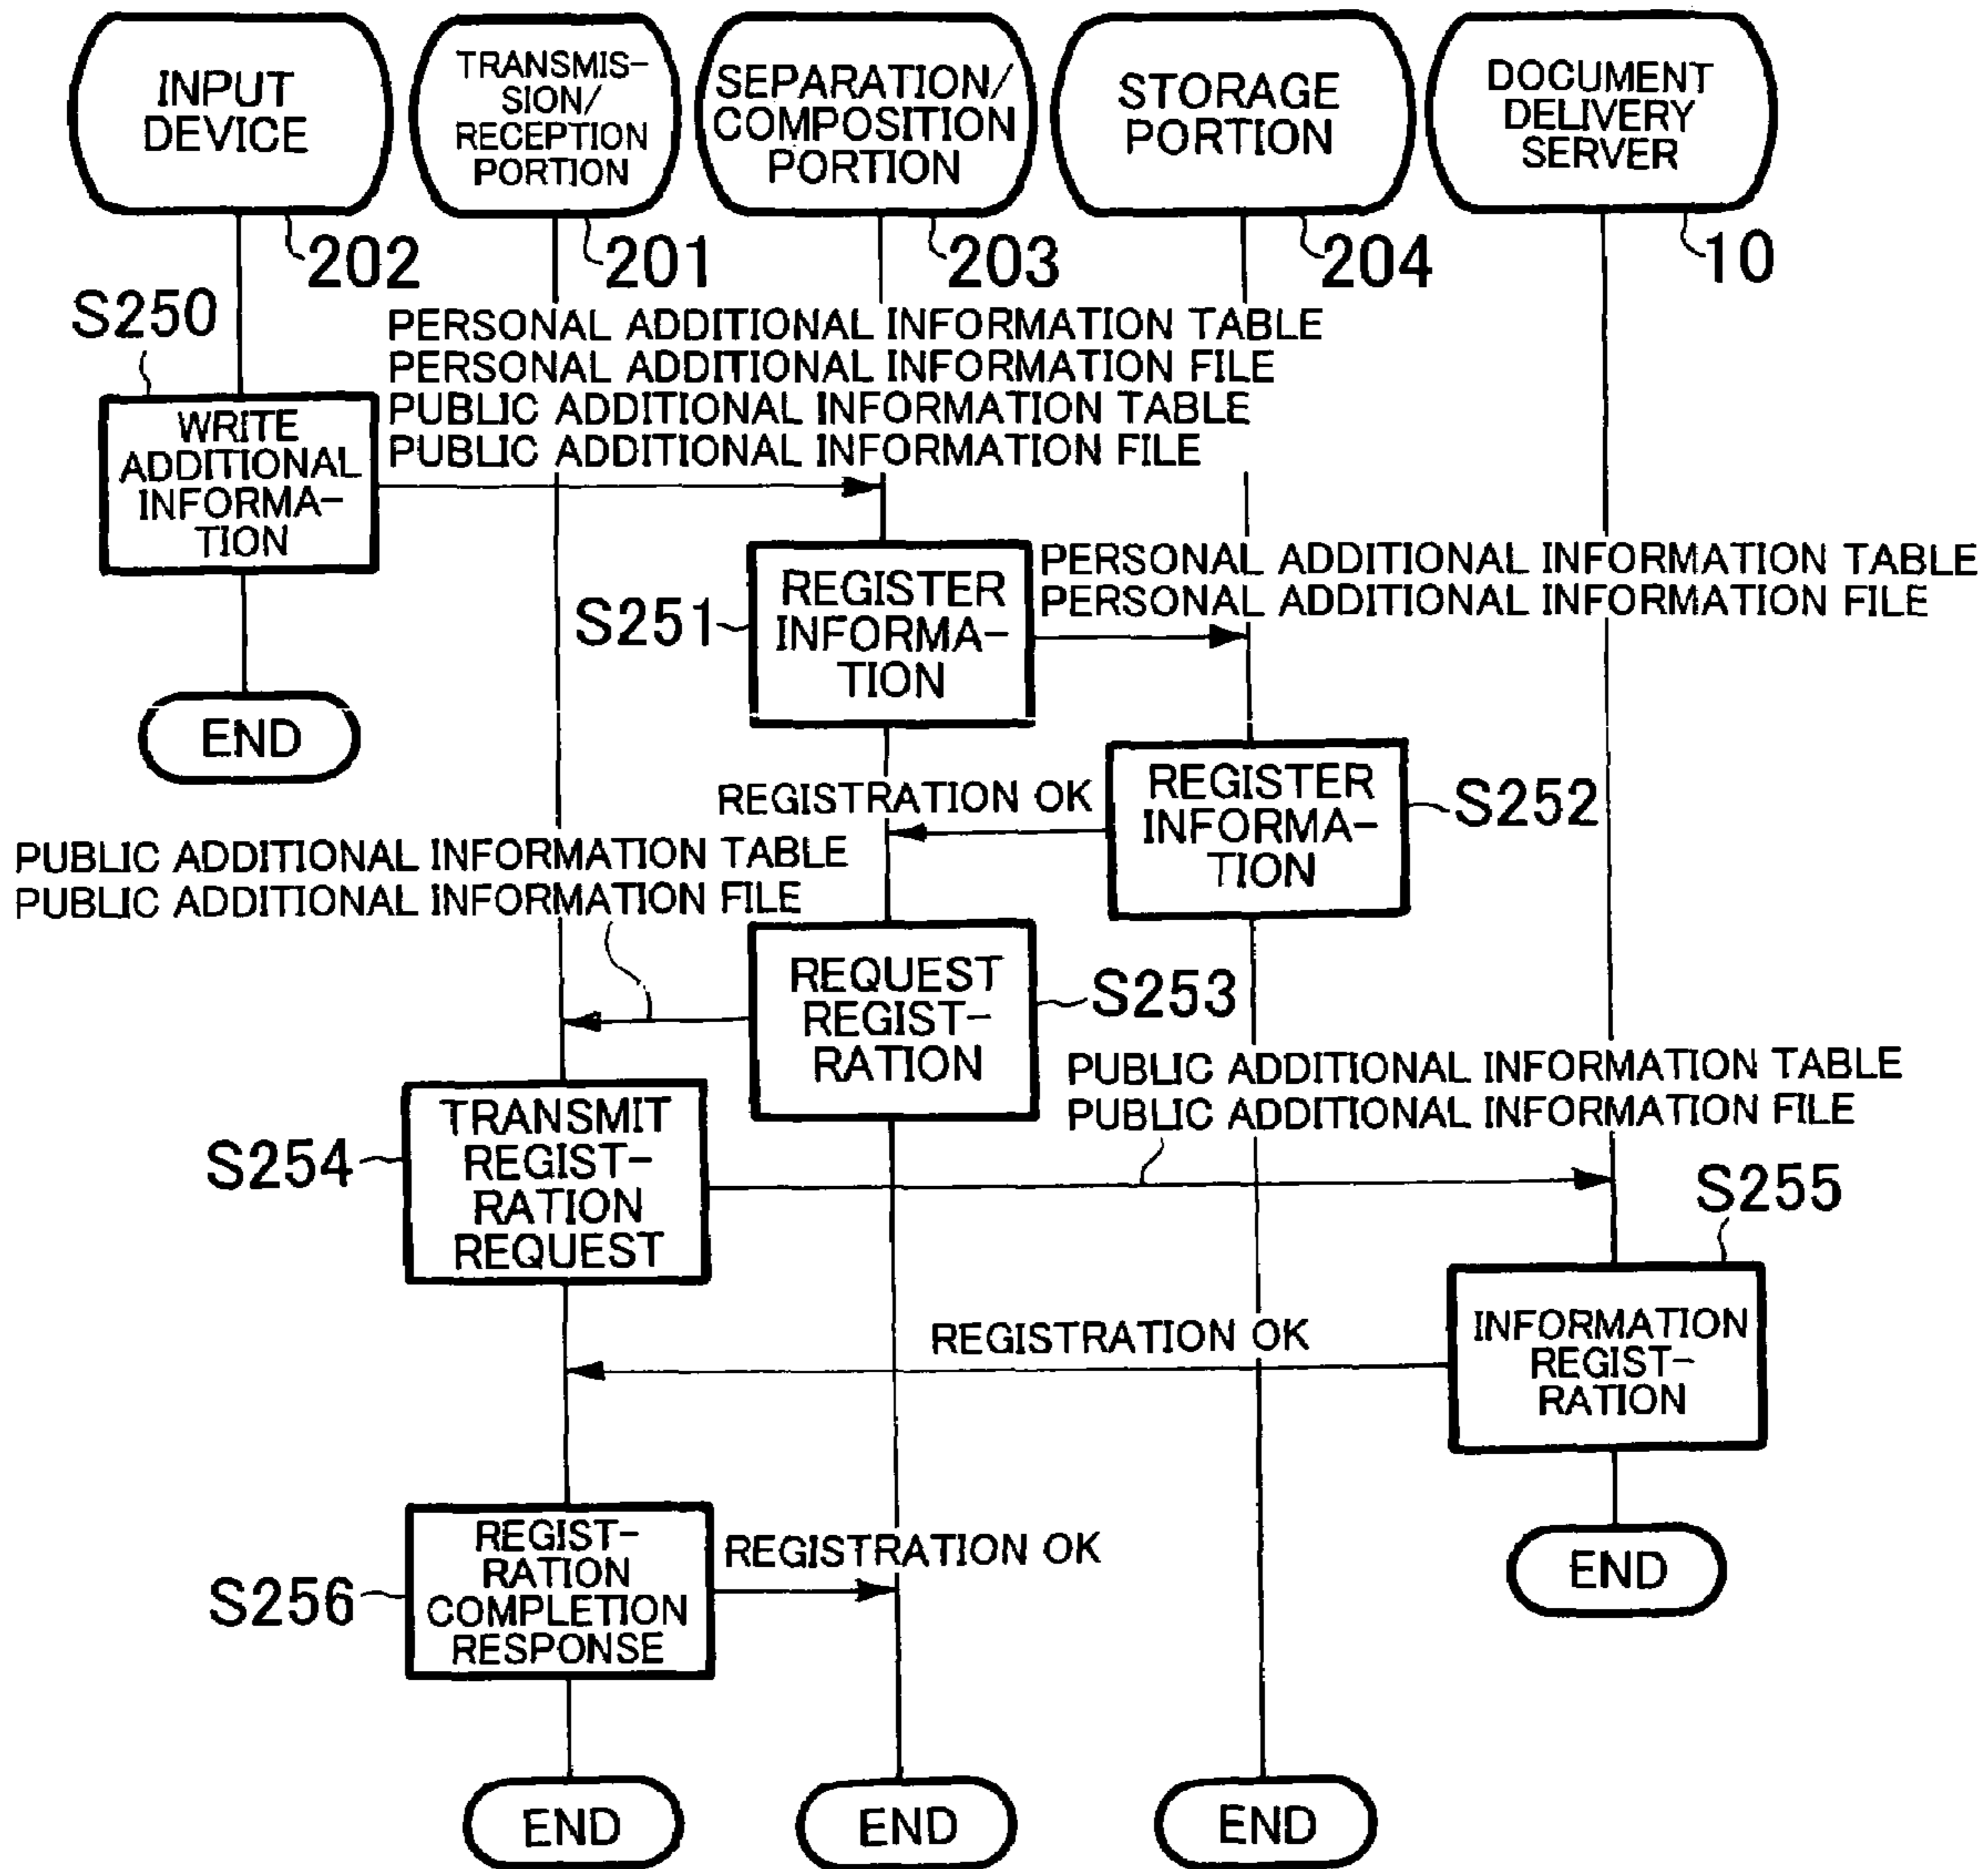 INPUT
DEVICE
TRANSMIS-
SION/
RECEPTION
PORTION
SEPARATION/
COMPOSITION
PORTION
STORAGE
PORTION
DOCUMENT
DELIVERY
SERVER
202
201
203
204
10
S250
PERSONAL ADDITIONAL INFORMATION TABLE
PERSONAL ADDITIONAL INFORMATION FILE
PUBLIC ADDITIONAL INFORMATION TABLE
PUBLIC ADDITIONAL INFORMATION FILE
WRITE
ADDITIONAL
INFORMA-
TION
S251
REGISTER
INFORMA-
TION
PERSONAL ADDITIONAL INFORMATION TABLE
PERSONAL ADDITIONAL INFORMATION FILE
END
REGISTRATION OK
REGISTER
INFORMA-
TION
S252
PUBLIC ADDITIONAL INFORMATION TABLE
PUBLIC ADDITIONAL INFORMATION FILE
REQUEST
REGIST-
RATION
S253
PUBLIC ADDITIONAL INFORMATION TABLE
PUBLIC ADDITIONAL INFORMATION FILE
S254
TRANSMIT
REGIST-
RATION
REQUEST
S255
INFORMATION
REGIST-
RATION
REGISTRATION OK
S256
REGIST-
RATION
COMPLETION
RESPONSE
REGISTRATION OK
END
END
END
END